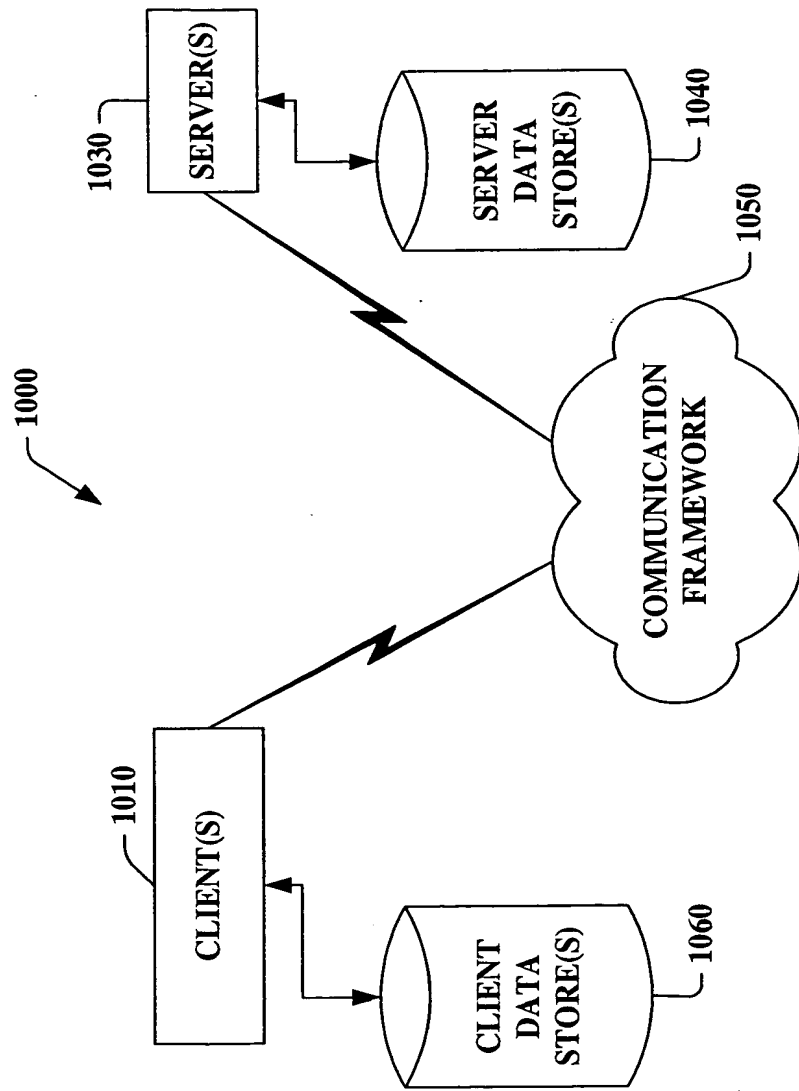 1000
1010
CLIENT(S)
1030
SERVER(S)
CLIENT
DATA
STORE(S)
1060
SERVER
DATA
STORE(S)
1040
COMMUNICATION
FRAMEWORK
1050